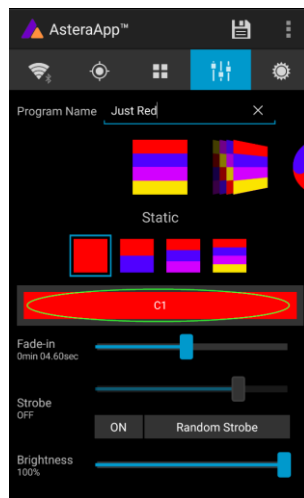 AsteraApp™
Program Name Just Red
Static
C1
Fade-in
0min 04.60sec
Strobe
OFF
ON Random Strobe
Brightness
100%